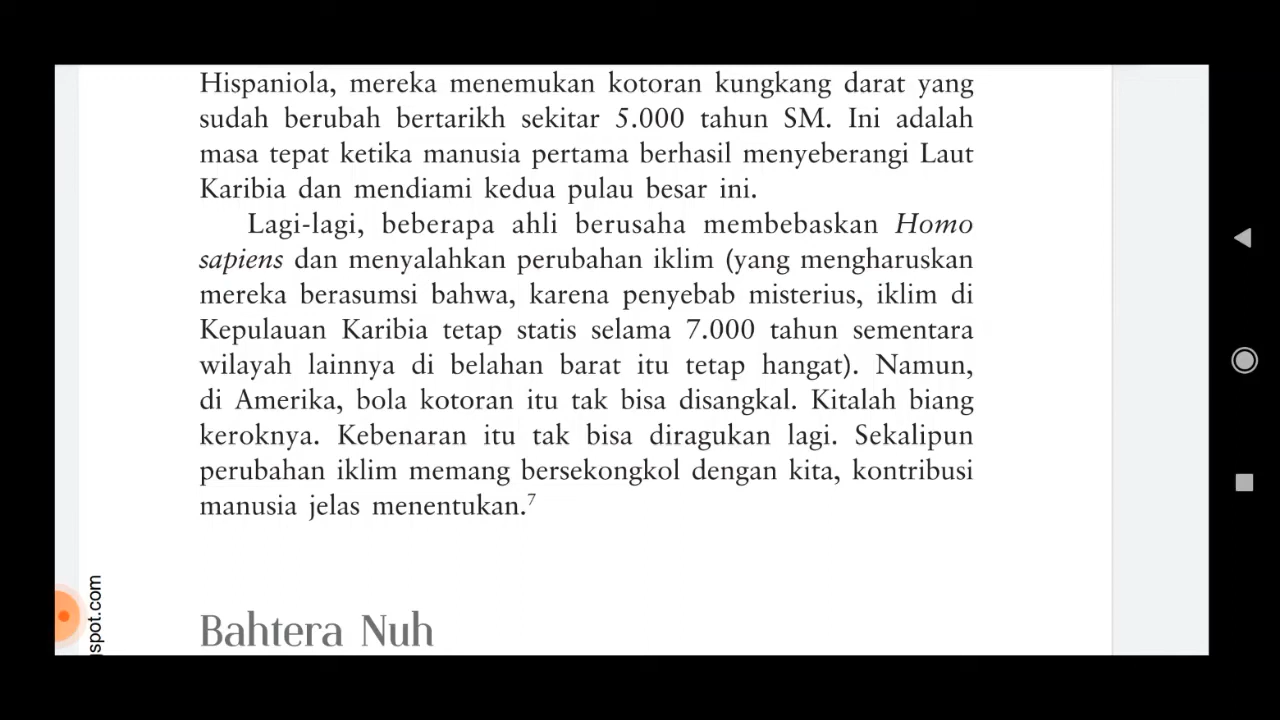 Hispaniola, mereka menemukan kotoran kungkang darat yang
sudah berubah bertarikh sekitar 5.000 tahun SM. Ini adalah
masa tepat ketika manusia pertama berhasil menyeberangi Laut
Karibia dan mendiami kedua pulau besar ini.
Lagi-lagi, beberapa ahli berusaha membebaskan Homo
sapiens dan menyalahkan perubahan iklim (yang mengharuskan
mereka berasumsi bahwa, karena penyebab misterius, iklim di
Kepulauan Karibia tetap statis selama 7.000 tahun sementara
wilayah lainnya di belahan barat itu tetap hangat). Namun,
di Amerika, bola kotoran itu tak bisa disangkal. Kitalah biang
keroknya. Kebenaran itu tak bisa diragukan lagi. Sekalipun
perubahan iklim memang bersekongkol dengan kita, kontribusi
manusia jelas menentukan.⁷
Bahtera Nuh
spot.com